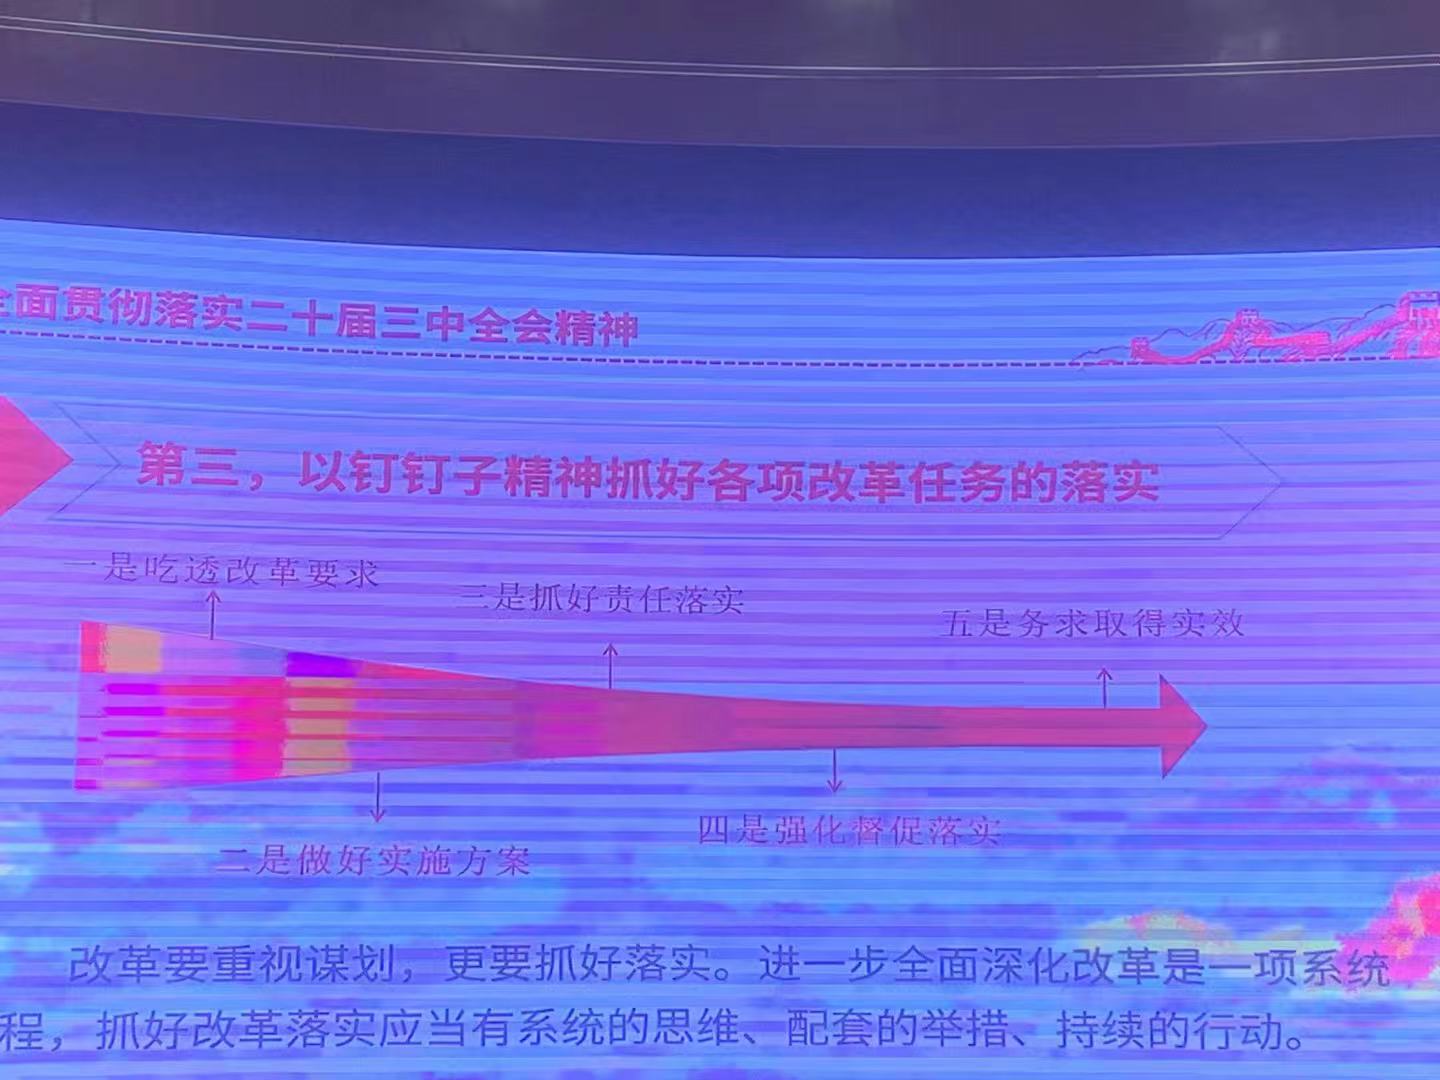 全面贯彻落实二十届三中全会精神
第三，以钉钉子精神抓好各项改革任务的落实
一是吃透改革要求
三是抓好责任落实
五是务求取得实效
二是做好实施方案
四是强化督促落实
改革要重视谋划，更要抓好落实。进一步全面深化改革是一项系统
程，抓好改革落实应当有系统的思维、配套的举措、持续的行动。